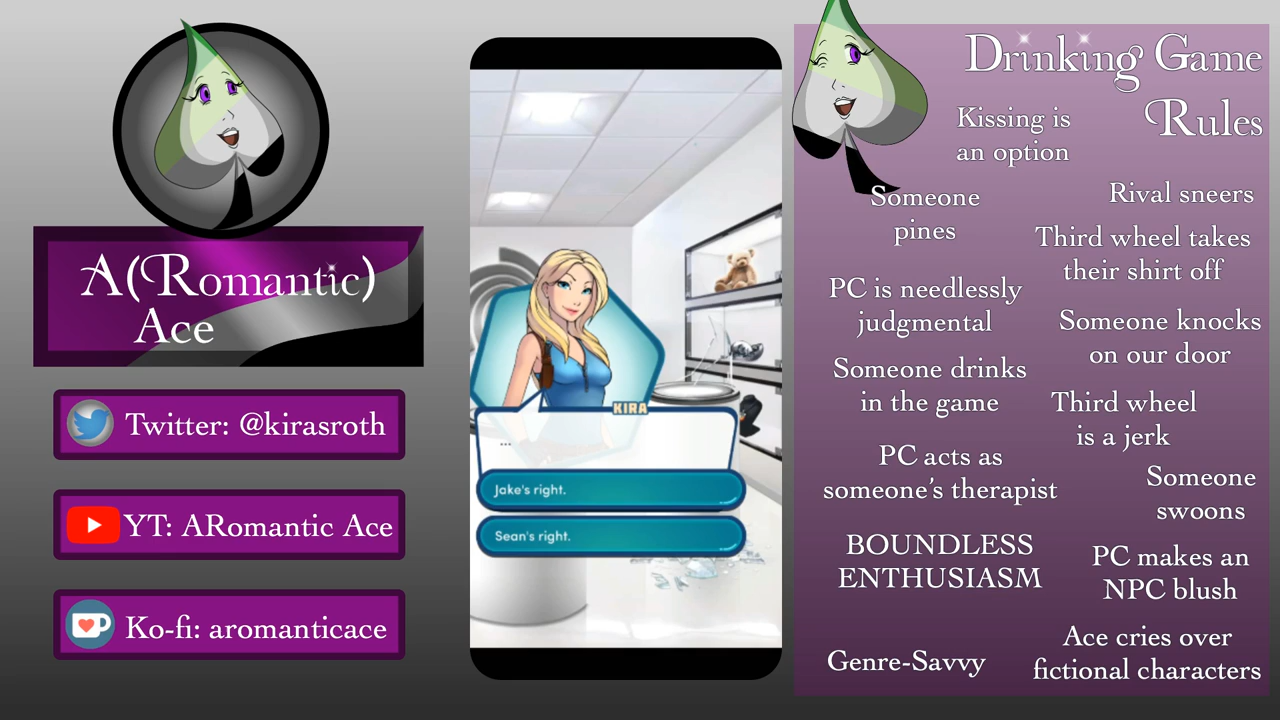 A(Romantic)
Ace
Twitter: @kirasroth
YT: ARomantic Ace
Ko-fi: aromanticace
KIRA
...
Jake's right.
Sean's right.
Drinking Game
Rules
Kissing is
an option
Someone
pines
Rival sneers
Third wheel takes
their shirt off
PC is needlessly
judgmental
Someone knocks
on our door
Someone drinks
in the game
Third wheel
is a jerk
PC acts as
someone's therapist
Someone
swoons
BOUNDLESS
ENTHUSIASM
PC makes an
NPC blush
Genre-Savvy
Ace cries over
fictional characters